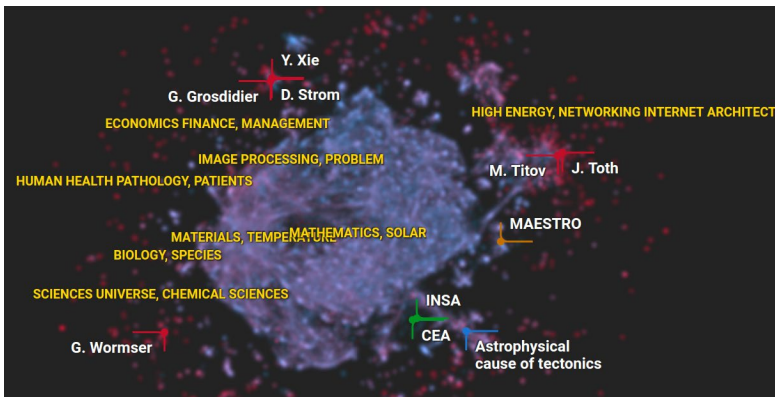 Y. Xie
G. Grosdidier
D. Strom
HIGH ENERGY, NETWORKING INTERNET ARCHITECT
ECONOMICS FINANCE, MANAGEMENT
IMAGE PROCESSING, PROBLEM
M. Titov
J. Toth
HUMAN HEALTH PATHOLOGY, PATIENTS
MAESTRO
MATERIALS, TEMPERATURE
MATHEMATICS, SOLAR
BIOLOGY, SPECIES
SCIENCES UNIVERSE, CHEMICAL SCIENCES
INSA
CEA
G. Wormser
Astrophysical
cause of tectonics